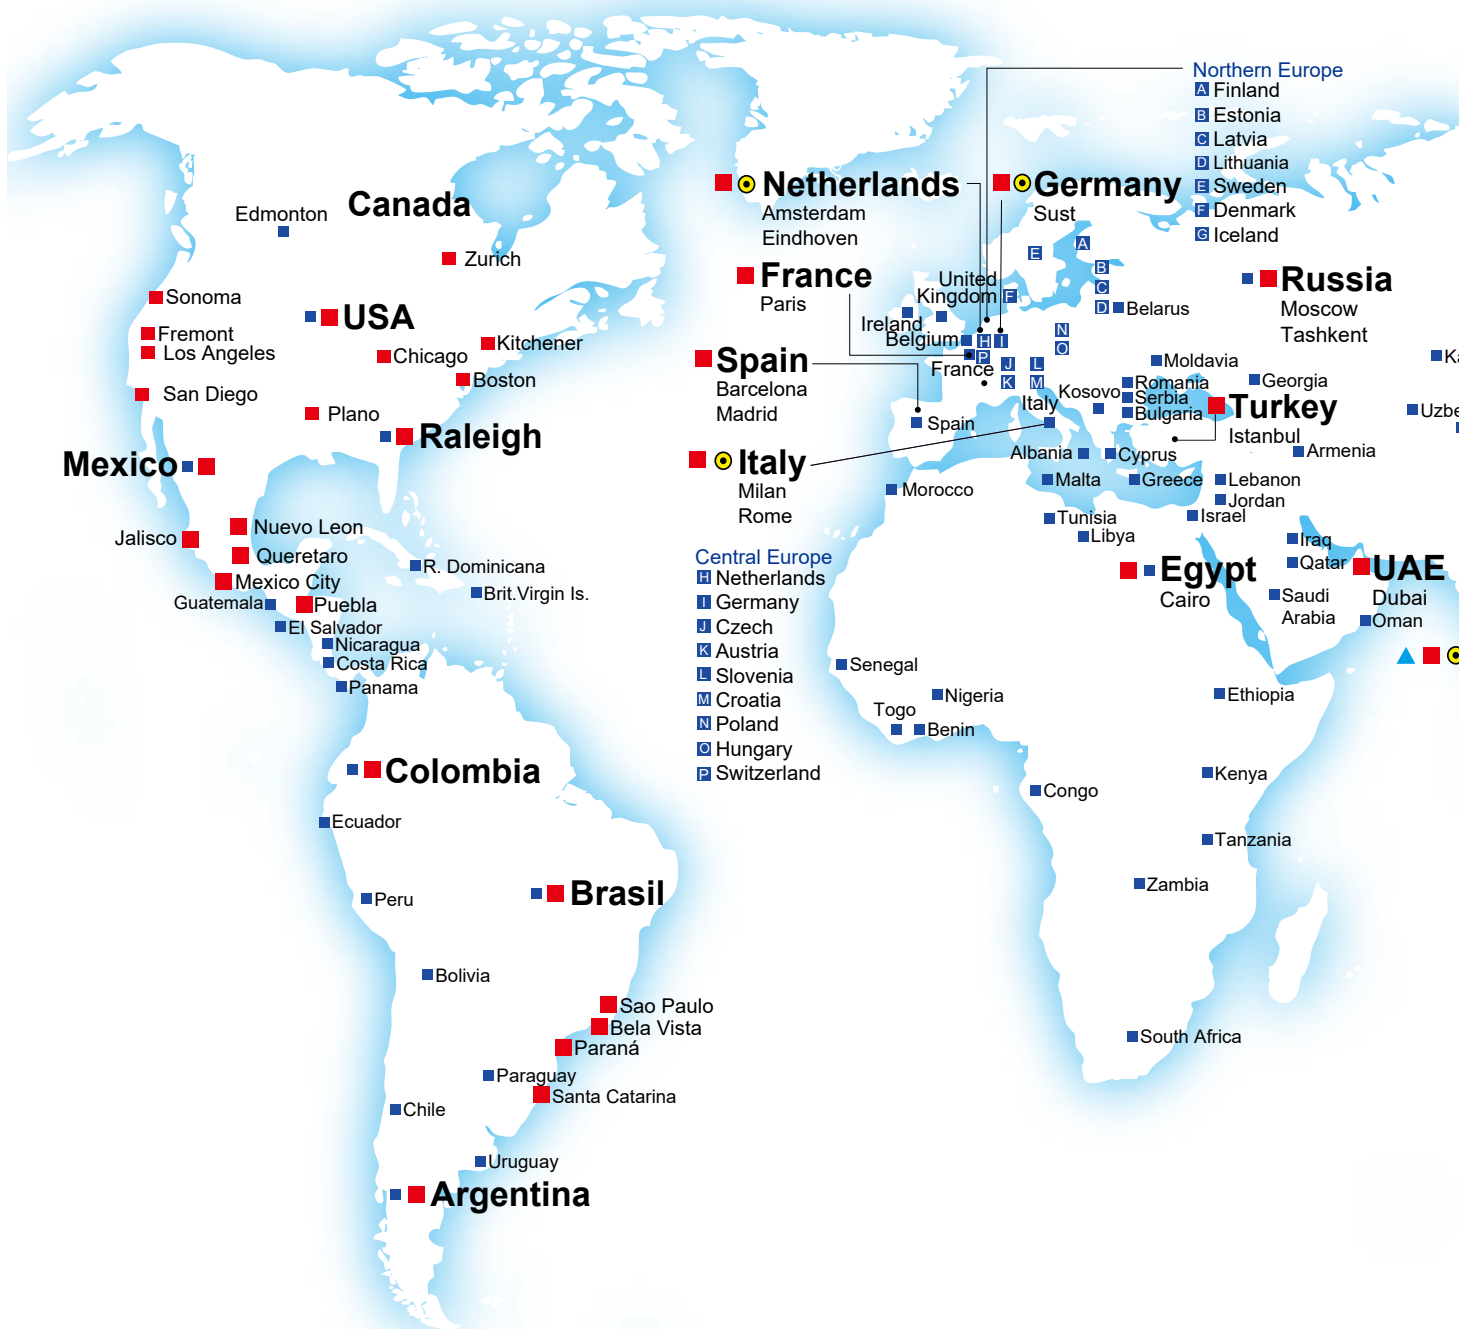 Northern Europe
A Finland
B Estonia
C Latvia
D Lithuania
E Sweden
F Denmark
G Iceland
Netherlands
Amsterdam
Eindhoven
Germany
Sust
Canada
Edmonton
Zurich
Sonoma
USA
Fremont
Los Angeles
Kitchener
Chicago
Boston
San Diego
Plano
Raleigh
Mexico
Nuevo Leon
Jalisco
Queretaro
Mexico City
Guatemala
Puebla
El Salvador
Nicaragua
Costa Rica
Panama
R. Dominicana
Brit.Virgin Is.
Colombia
Ecuador
Peru
Brasil
Bolivia
Sao Paulo
Bela Vista
Paraná
Paraguay
Santa Catarina
Chile
Uruguay
Argentina
France
Paris
Spain
Barcelona
Madrid
Italy
Milan
Rome
Central Europe
H Netherlands
I Germany
J Czech
K Austria
L Slovenia
M Croatia
N Poland
O Hungary
P Switzerland
E
A
B
C
D
Belarus
F
United
Kingdom
Ireland
Belgium
H
I
P
France
N
O
J
L
K
M
Italy
Kosovo
Moldavia
Romania
Serbia
Bulgaria
Georgia
Russia
Moscow
Tashkent
Ka
Uzbe
Turkey
Istanbul
Armenia
Spain
Albania
Cyprus
Morocco
Malta
Greece
Lebanon
Jordan
Israel
Tunisia
Libya
Iraq
Qatar
Egypt
Cairo
UAE
Dubai
Saudi
Arabia
Oman
Senegal
Nigeria
Togo
Benin
Ethiopia
Kenya
Congo
Tanzania
Zambia
South Africa